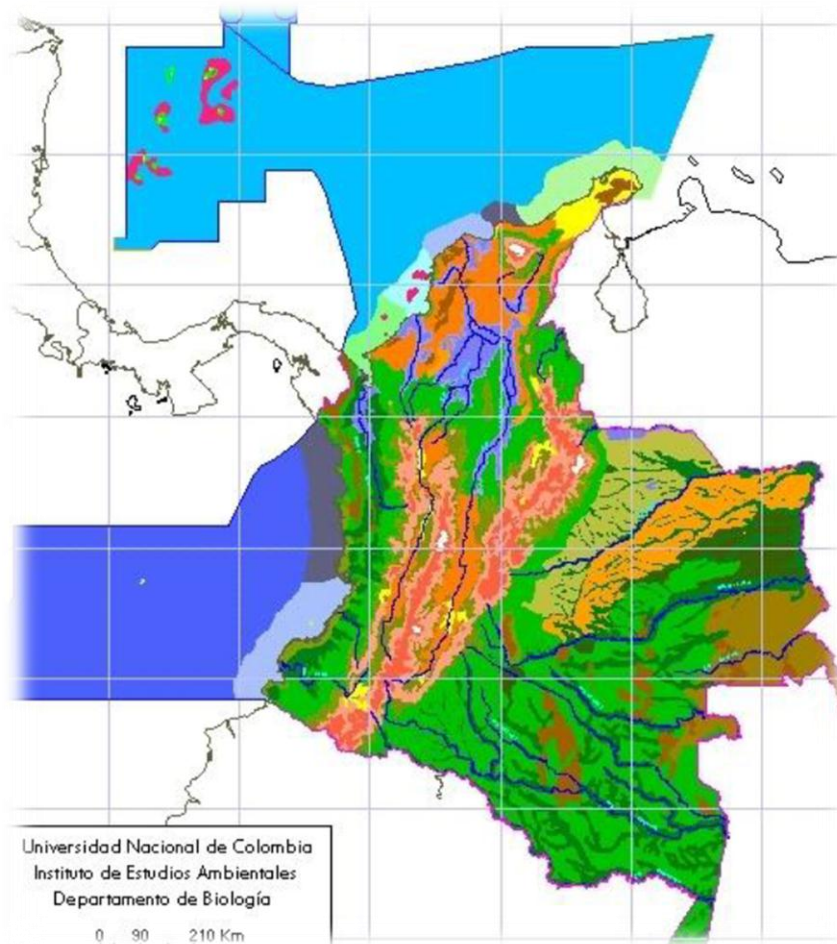 Universidad Nacional de Colombia
Instituto de Estudios Ambientales
Departamento de Biología
0 90 210 Km